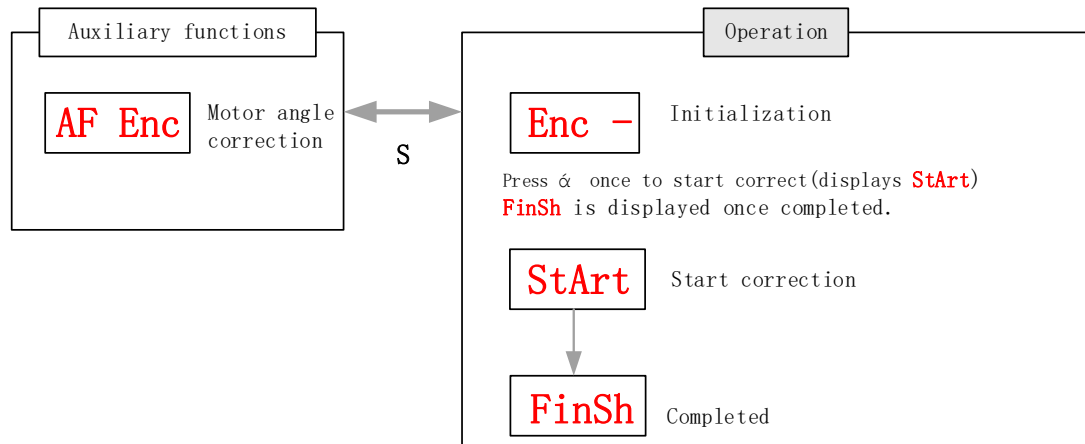 Auxiliary functions
AF Enc
Motor angle
correction
S
Operation
Enc -
Initialization
Press ά once to start correct(displays StArt)
FinSh is displayed once completed.
StArt
Start correction
FinSh
Completed